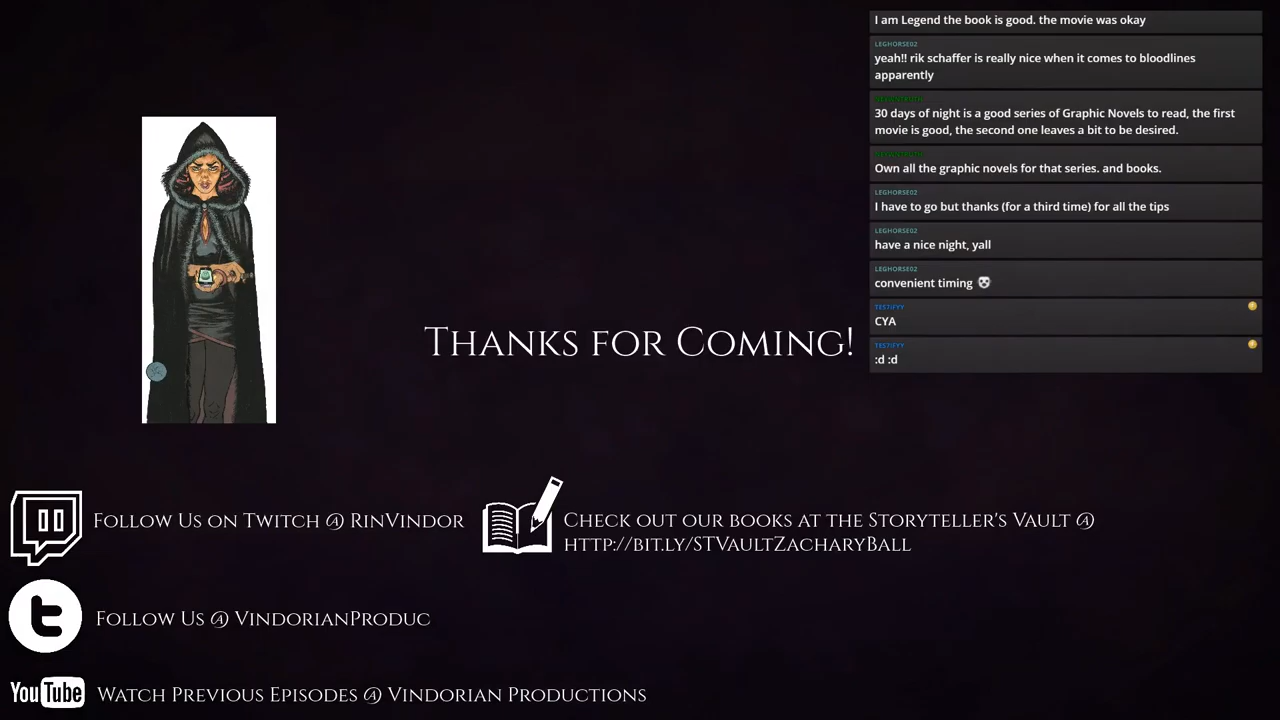 I am Legend the book is good. the movie was okay
LEGHORSE02
yeah!! rik schaffer is really nice when it comes to bloodlines
apparently
30 days of night is a good series of Graphic Novels to read, the first
movie is good, the second one leaves a bit to be desired.
Own all the graphic novels for that series. and books.
LEGHORSE02
I have to go but thanks (for a third time) for all the tips
LEGHORSE02
have a nice night, yall
LEGHORSE02
convenient timing
TES7IFYY
CYA
TES7IFYY
:d :d
Thanks for Coming!
Follow Us on Twitch @ RinVindor
Check out our books at the Storyteller's Vault @
http://bit.ly/STVaultZacharyBall
Follow Us @ VindorianProduc
YouTube
Watch Previous Episodes @ Vindorian Productions